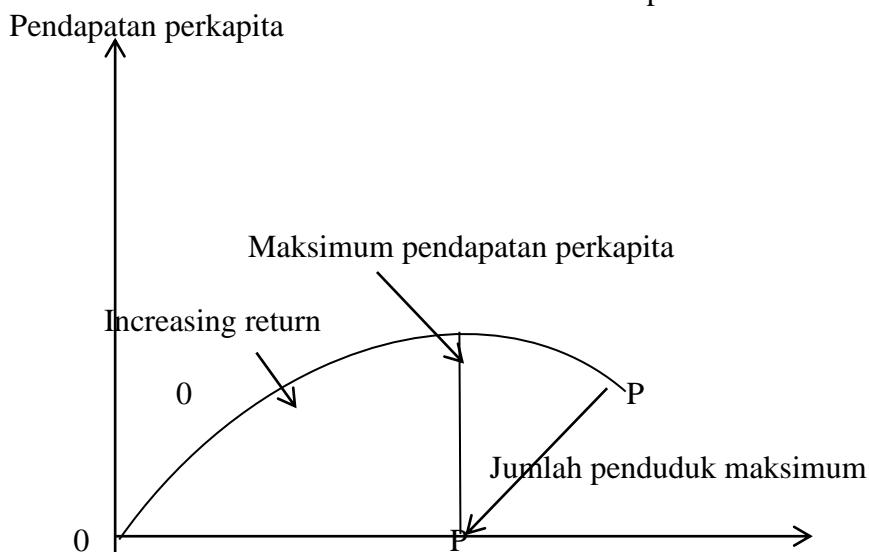 Pendapatan perkapita
Maksimum pendapatan perkapita
Increasing return
0
P
Jumlah penduduk maksimum
0
P